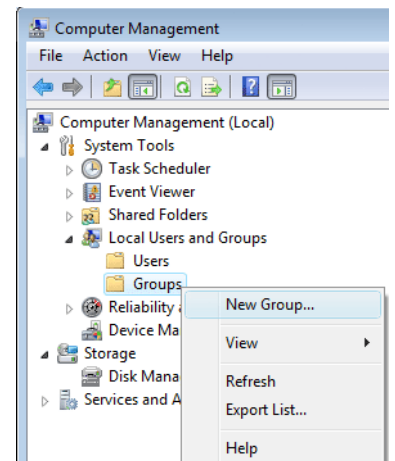 Computer Management
File Action View Help
Computer Management (Local)
System Tools
Task Scheduler
Event Viewer
Shared Folders
Local Users and Groups
Users
Groups
New Group...
Reliability
View
Device Ma
Storage
Disk Mana
Refresh
Services and A
Export List...
Help